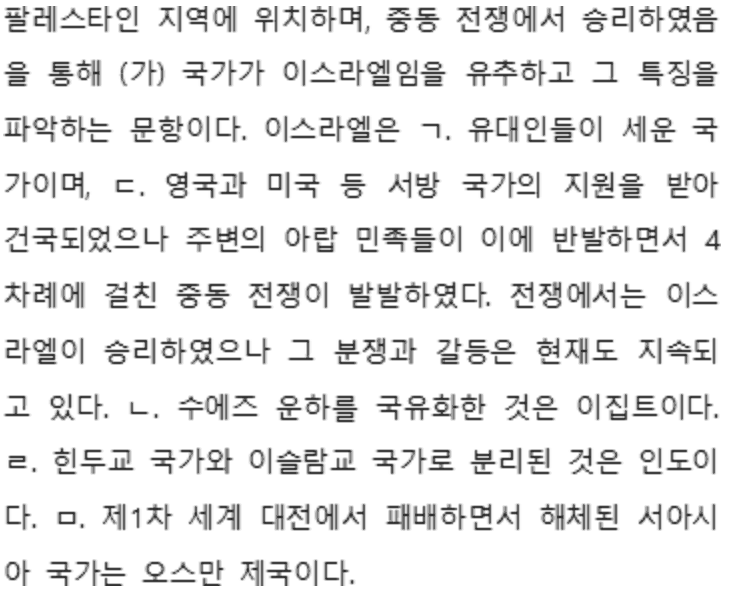 팔레스타인 지역에 위치하며, 중동 전쟁에서 승리하였음
을 통해 (가) 국가가 이스라엘임을 유추하고 그 특징을
파악하는 문항이다. 이스라엘은 ㄱ. 유대인들이 세운 국
가이며, ㄷ. 영국과 미국 등 서방 국가의 지원을 받아
건국되었으나 주변의 아랍 민족들이 이에 반발하면서 4
차례에 걸친 중동 전쟁이 발발하였다. 전쟁에서는 이스
라엘이 승리하였으나 그 분쟁과 갈등은 현재도 지속되
고 있다. ㄴ. 수에즈 운하를 국유화한 것은 이집트이다.
ㄹ. 힌두교 국가와 이슬람교 국가로 분리된 것은 인도이
다. ㅁ. 제1차 세계 대전에서 패배하면서 해체된 서아시
아 국가는 오스만 제국이다.